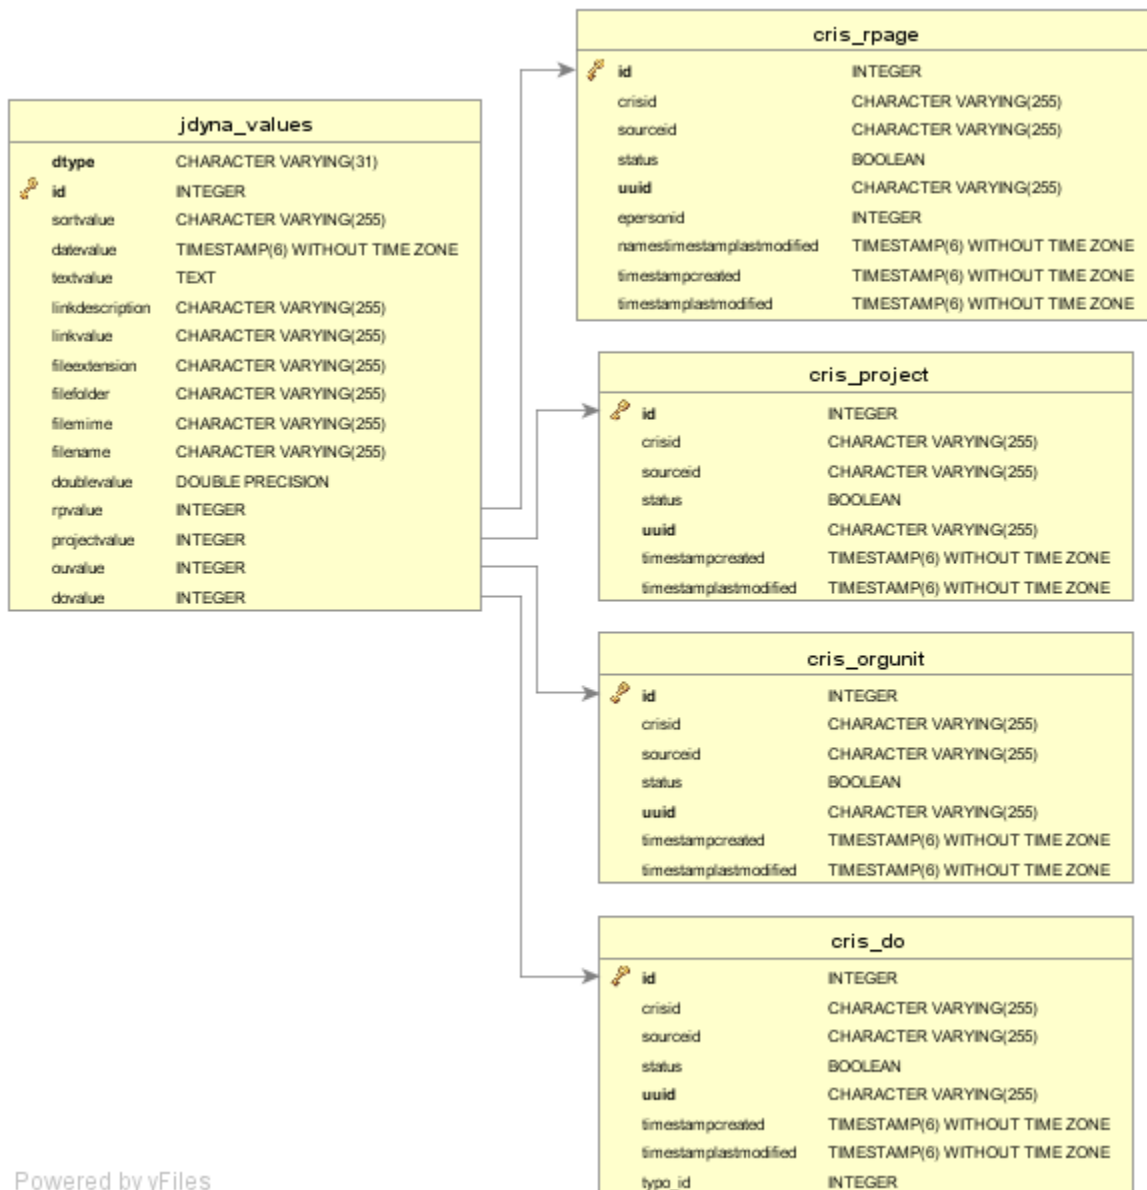 jdyna_values
dtype CHARACTER VARYING(31)
id INTEGER
sortvalue CHARACTER VARYING(255)
datevalue TIMESTAMP(6) WITHOUT TIME ZONE
textvalue TEXT
linkdescription CHARACTER VARYING(255)
linkvalue CHARACTER VARYING(255)
fileextension CHARACTER VARYING(255)
filefolder CHARACTER VARYING(255)
filemime CHARACTER VARYING(255)
filename CHARACTER VARYING(255)
doublevalue DOUBLE PRECISION
rpvalue INTEGER
projectvalue INTEGER
ouvalue INTEGER
dovalue INTEGER
cris_rpage
id INTEGER
crisid CHARACTER VARYING(255)
sourceid CHARACTER VARYING(255)
status BOOLEAN
uuid CHARACTER VARYING(255)
epersonid INTEGER
namestimestamplastmodified TIMESTAMP(6) WITHOUT TIME ZONE
timestampcreated TIMESTAMP(6) WITHOUT TIME ZONE
timestamplastmodified TIMESTAMP(6) WITHOUT TIME ZONE
cris_project
id INTEGER
crisid CHARACTER VARYING(255)
sourceid CHARACTER VARYING(255)
status BOOLEAN
uuid CHARACTER VARYING(255)
timestampcreated TIMESTAMP(6) WITHOUT TIME ZONE
timestamplastmodified TIMESTAMP(6) WITHOUT TIME ZONE
cris_orgunit
id INTEGER
crisid CHARACTER VARYING(255)
sourceid CHARACTER VARYING(255)
status BOOLEAN
uuid CHARACTER VARYING(255)
timestampcreated TIMESTAMP(6) WITHOUT TIME ZONE
timestamplastmodified TIMESTAMP(6) WITHOUT TIME ZONE
cris_do
id INTEGER
crisid CHARACTER VARYING(255)
sourceid CHARACTER VARYING(255)
status BOOLEAN
uuid CHARACTER VARYING(255)
timestampcreated TIMESTAMP(6) WITHOUT TIME ZONE
timestamplastmodified TIMESTAMP(6) WITHOUT TIME ZONE
typo_id INTEGER
Powered by yFiles